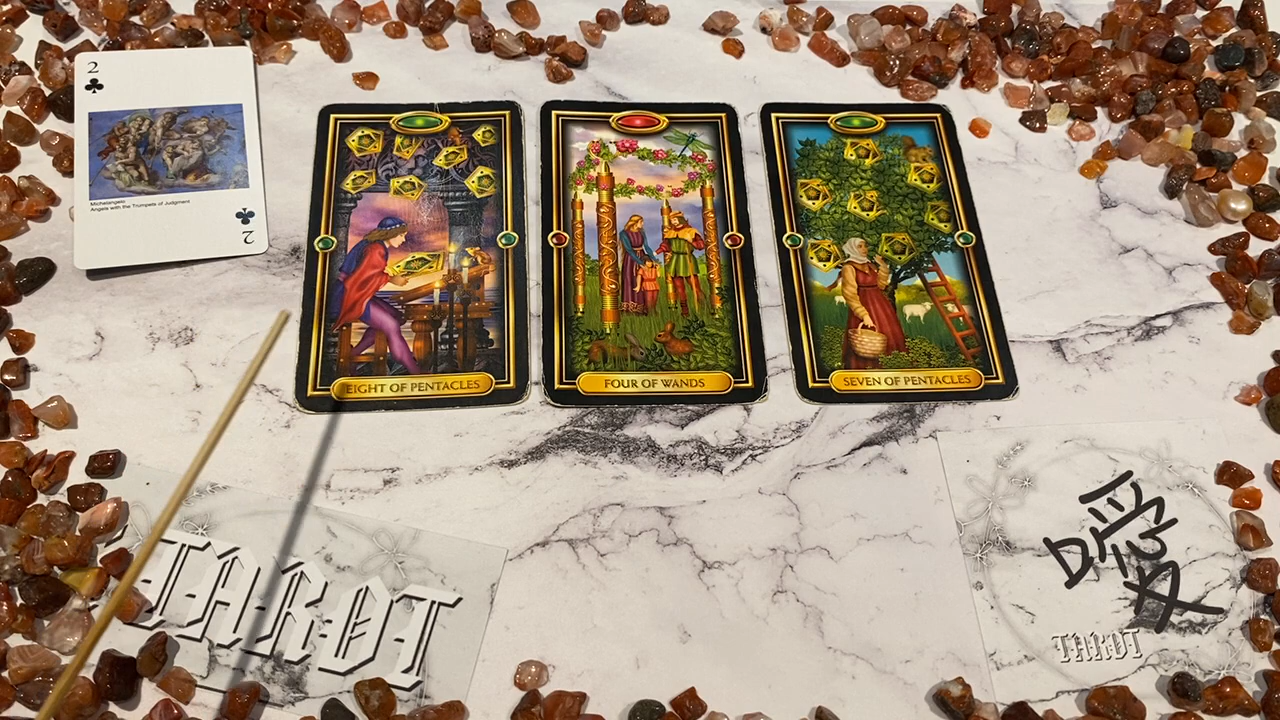 2
Michelangelo
Angels with the Trumpets of Judgment
2
EIGHT OF PENTACLES
FOUR OF WANDS
SEVEN OF PENTACLES
TAROT
TAROT